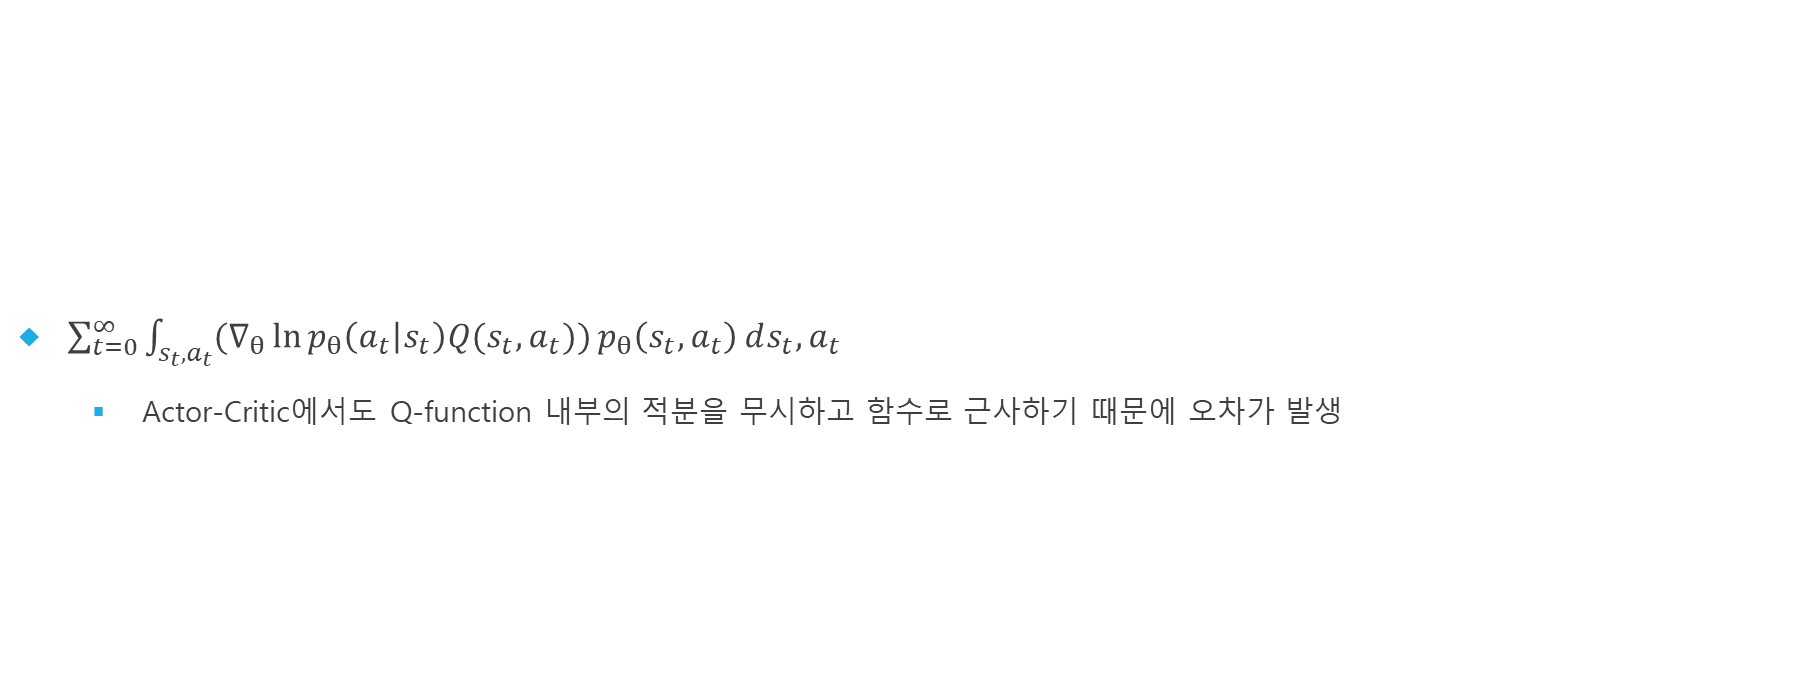 ∑_{t=0}^{∞} ∫_{s_t,a_t} (∇_θ ln p_θ(a_t|s_t)Q(s_t, a_t)) p_θ(s_t, a_t) ds_t, a_t
Actor-Critic에서도 Q-function 내부의 적분을 무시하고 함수로 근사하기 때문에 오차가 발생